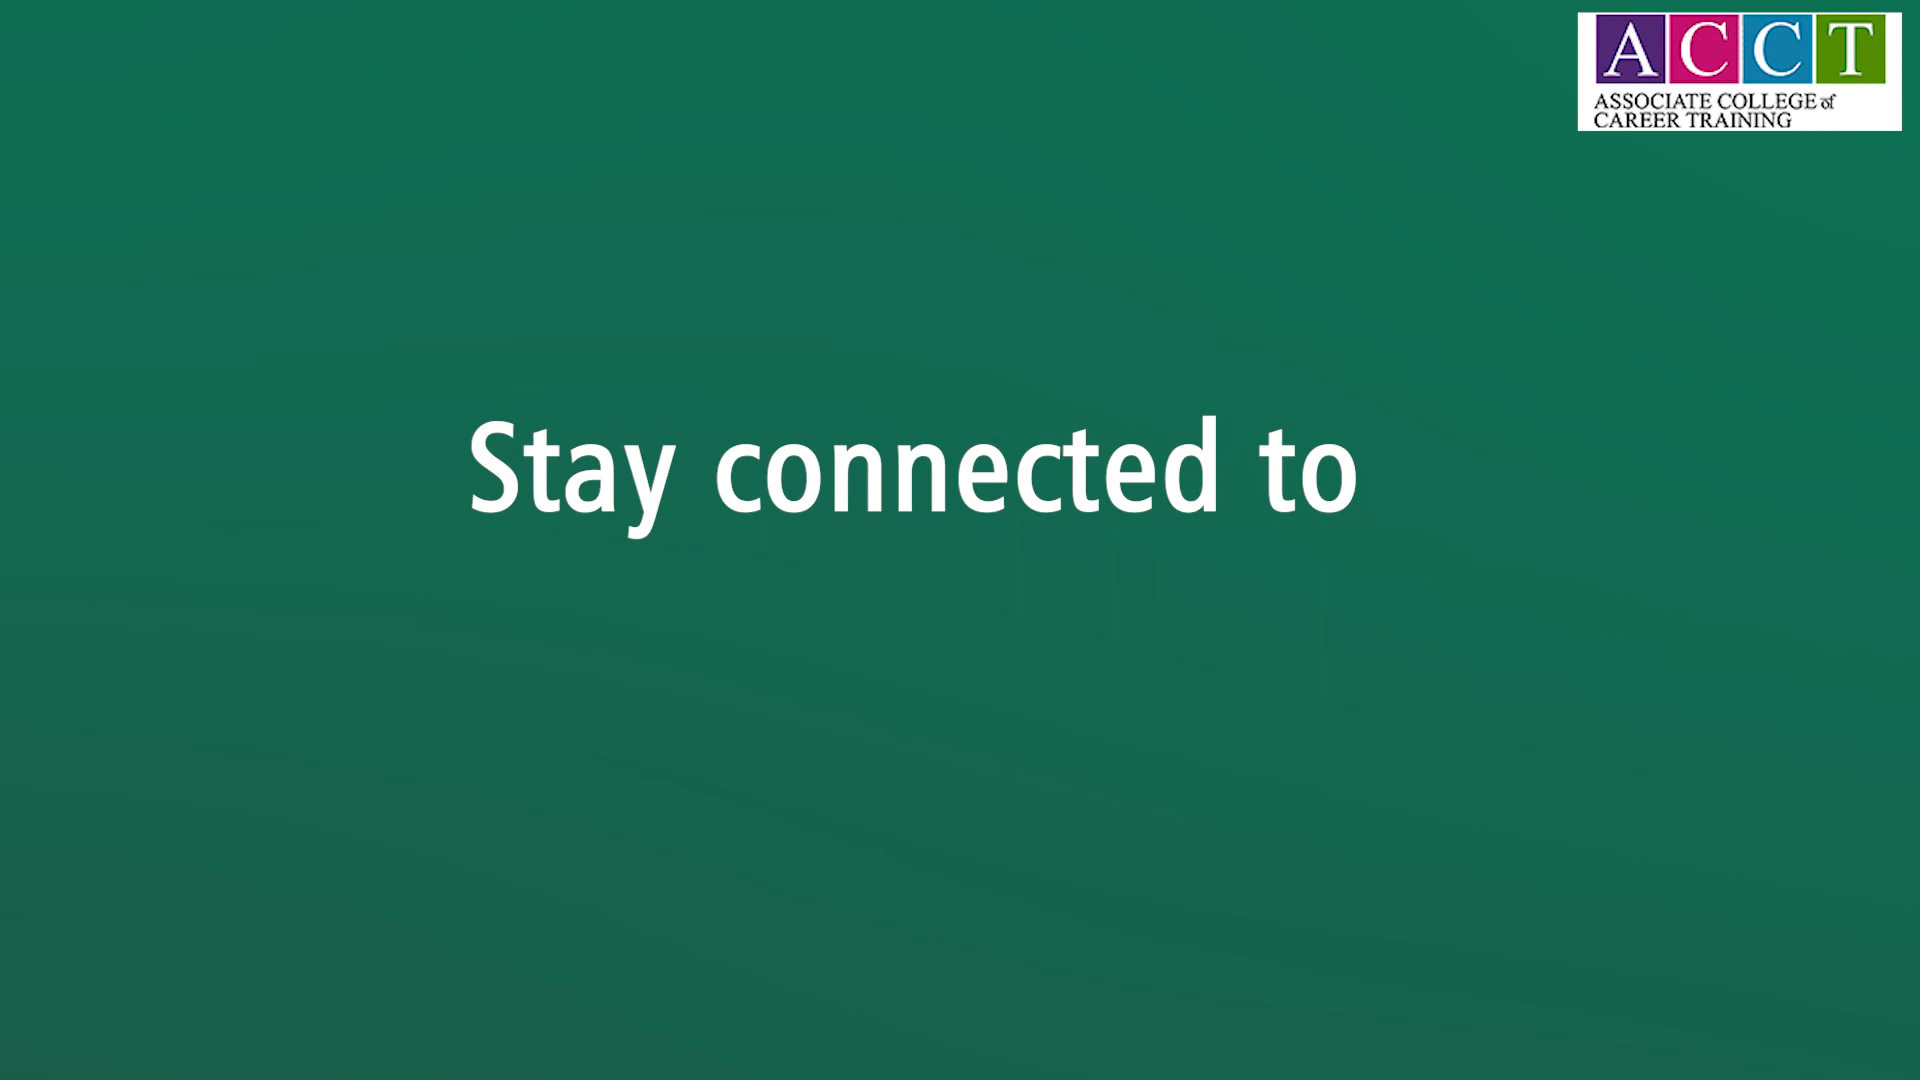 ACCT
ASSOCIATE COLLEGE of
CAREER TRAINING
Stay connected to